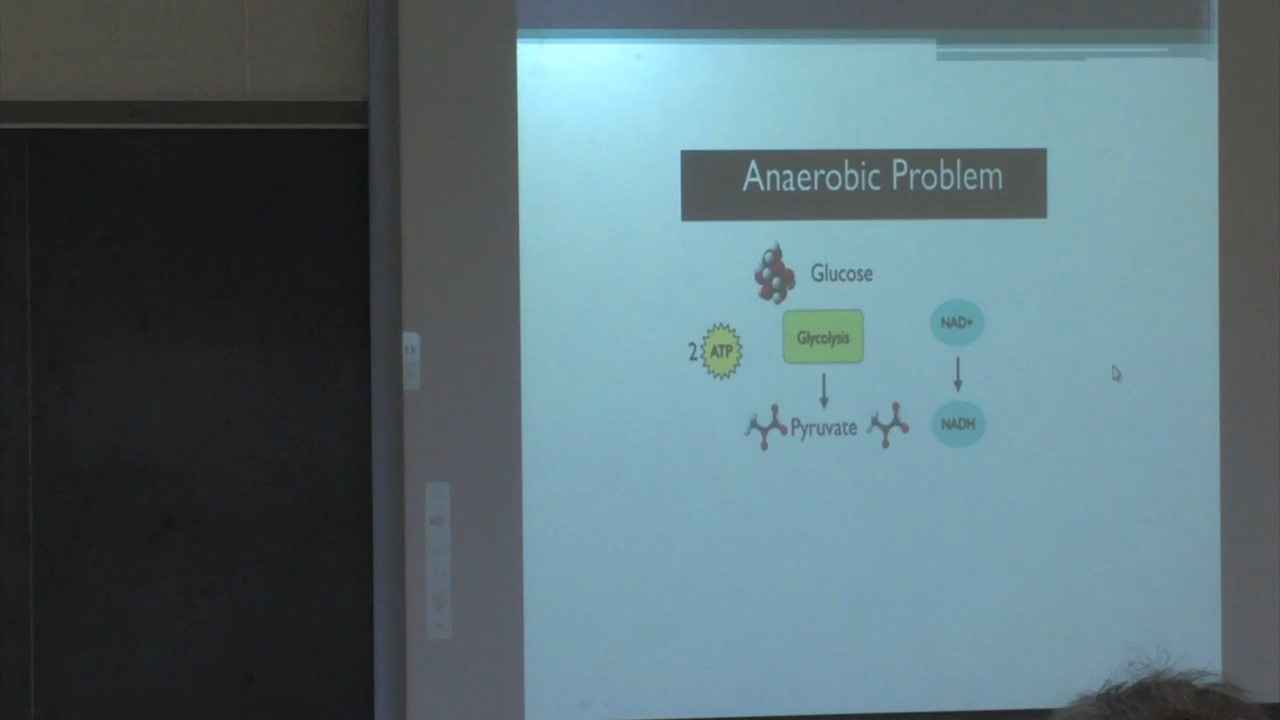 Anaerobic Problem
Glucose
NAD+
Glycolysis
2 ATP
Pyruvate
NADH